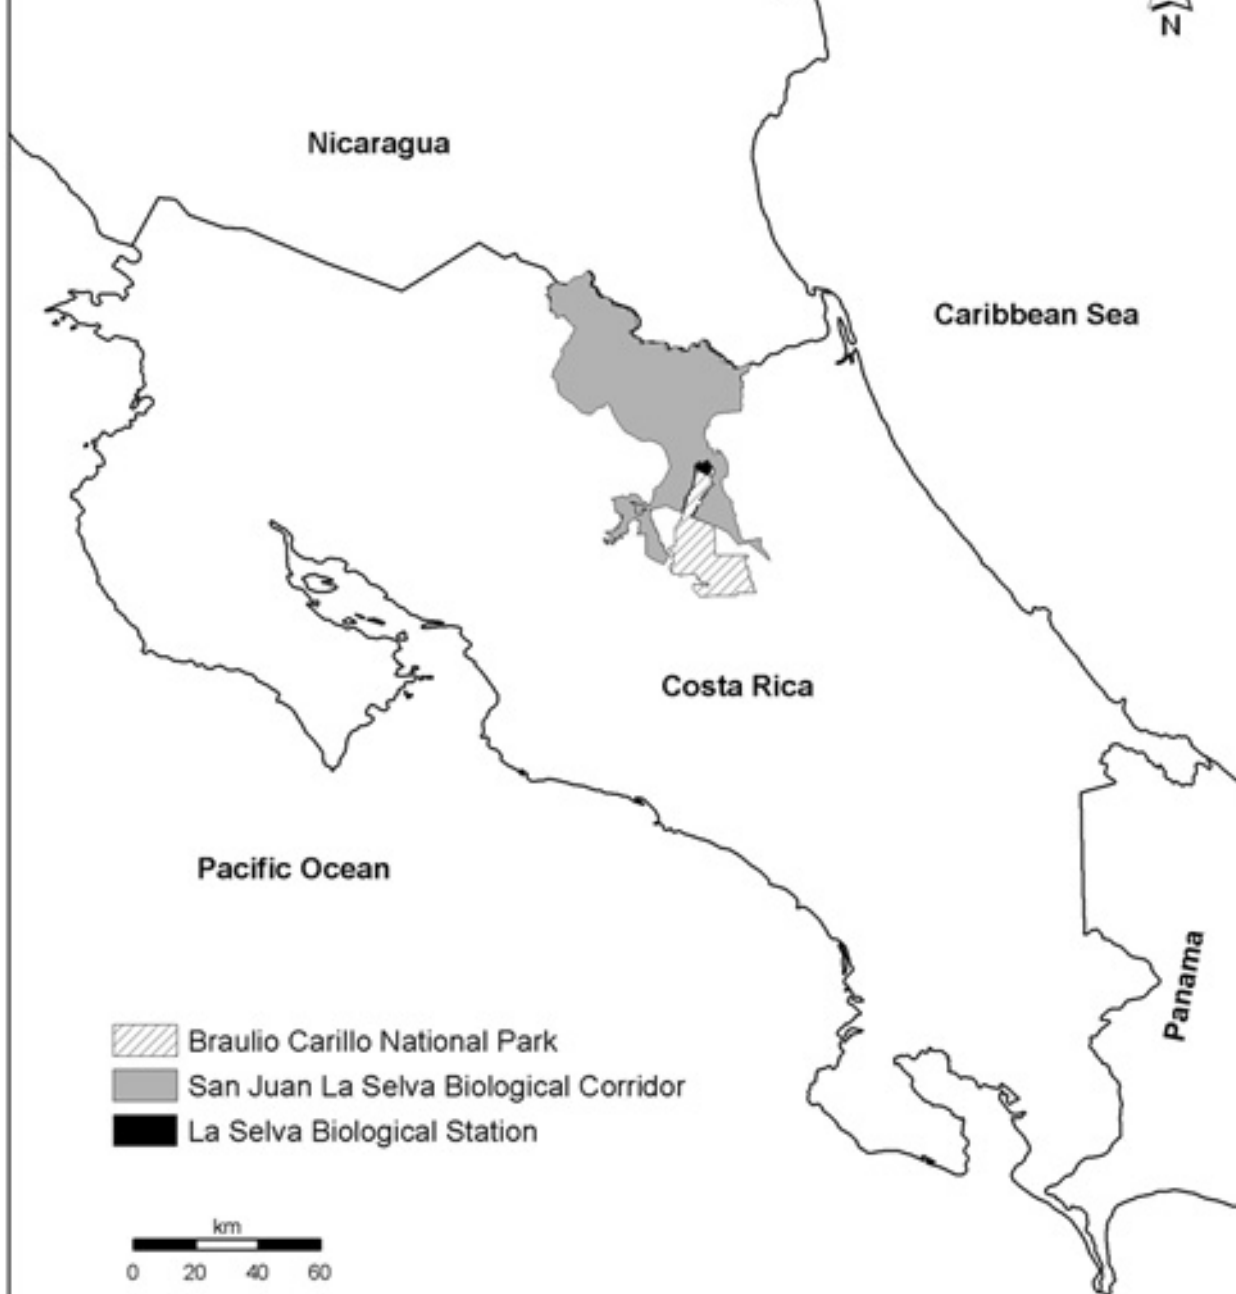 N
Nicaragua
Caribbean Sea
Costa Rica
Pacific Ocean
Panama
Braulio Carillo National Park
San Juan La Selva Biological Corridor
La Selva Biological Station
km
0 20 40 60